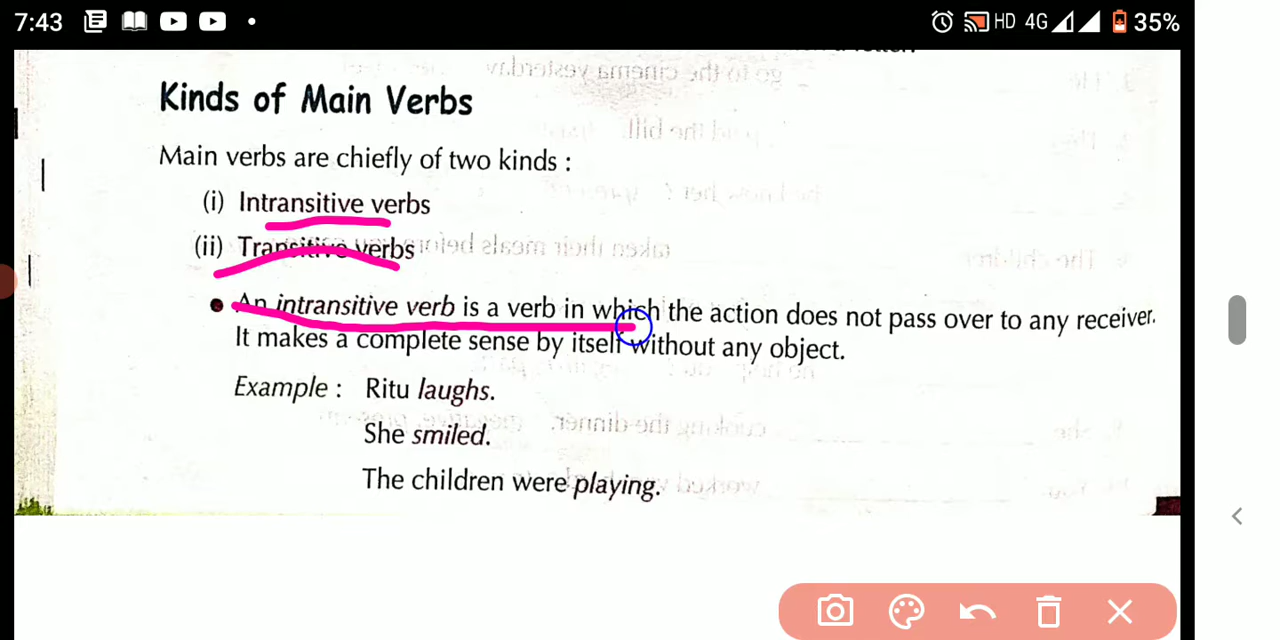 7:43 HD 4G 35%
Kinds of Main Verbs
Main verbs are chiefly of two kinds :
(i) Intransitive verbs
(ii) Transitive verbs
• An intransitive verb is a verb in which the action does not pass over to any receiver.
It makes a complete sense by itself without any object.
Example : Ritu laughs.
She smiled.
The children were playing.